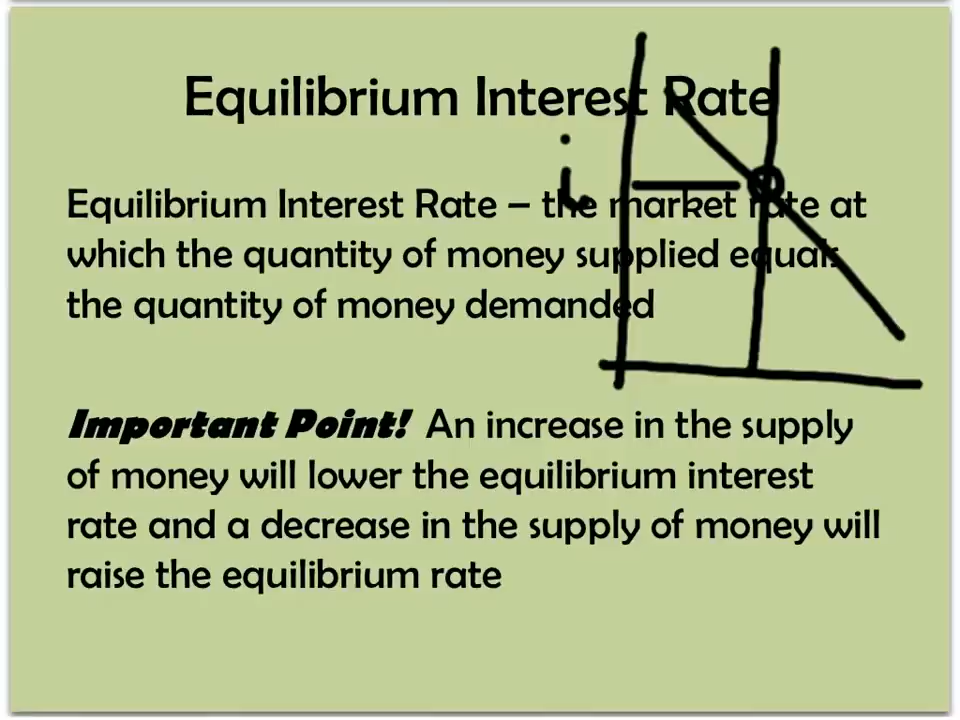 Equilibrium Interest Rate
i
Equilibrium Interest Rate – the market rate at
which the quantity of money supplied equals
the quantity of money demanded
Important Point! An increase in the supply
of money will lower the equilibrium interest
rate and a decrease in the supply of money will
raise the equilibrium rate